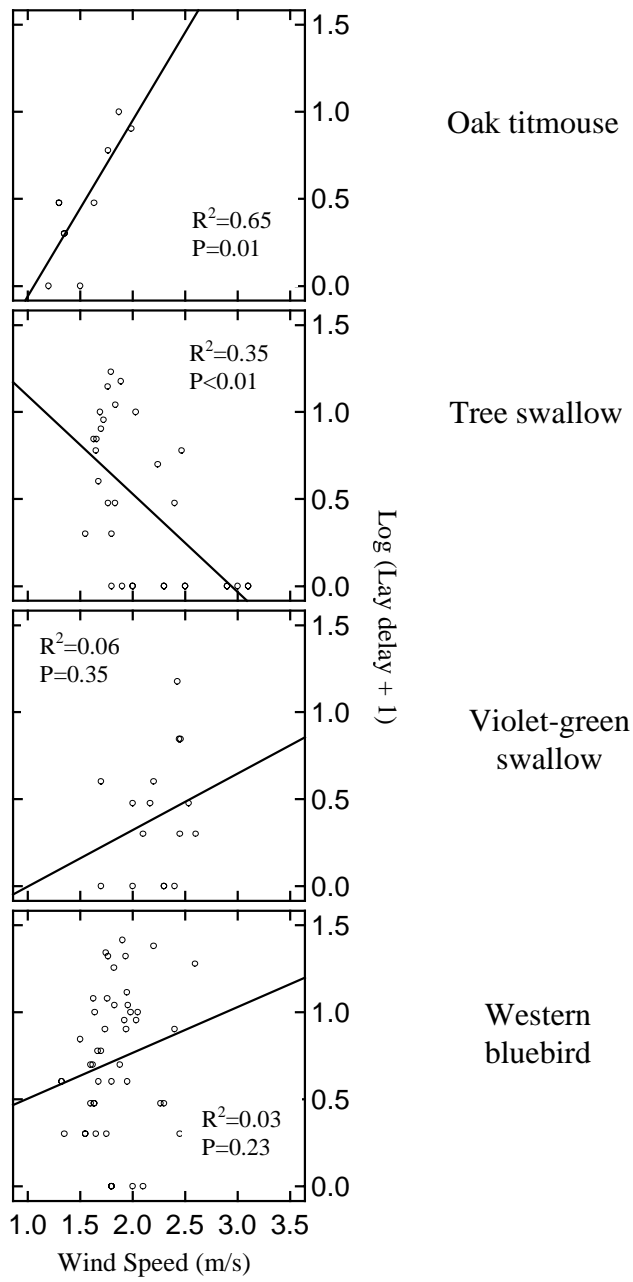 1.5
1.0
0.5
0.0
R²=0.65
P=0.01
Oak titmouse
1.5
1.0
0.5
0.0
R²=0.35
P<0.01
Tree swallow
Log (Lay delay + 1)
1.5
1.0
0.5
0.0
R²=0.06
P=0.35
Violet-green
swallow
1.5
1.0
0.5
0.0
R²=0.03
P=0.23
Western
bluebird
1.0 1.5 2.0 2.5 3.0 3.5
Wind Speed (m/s)